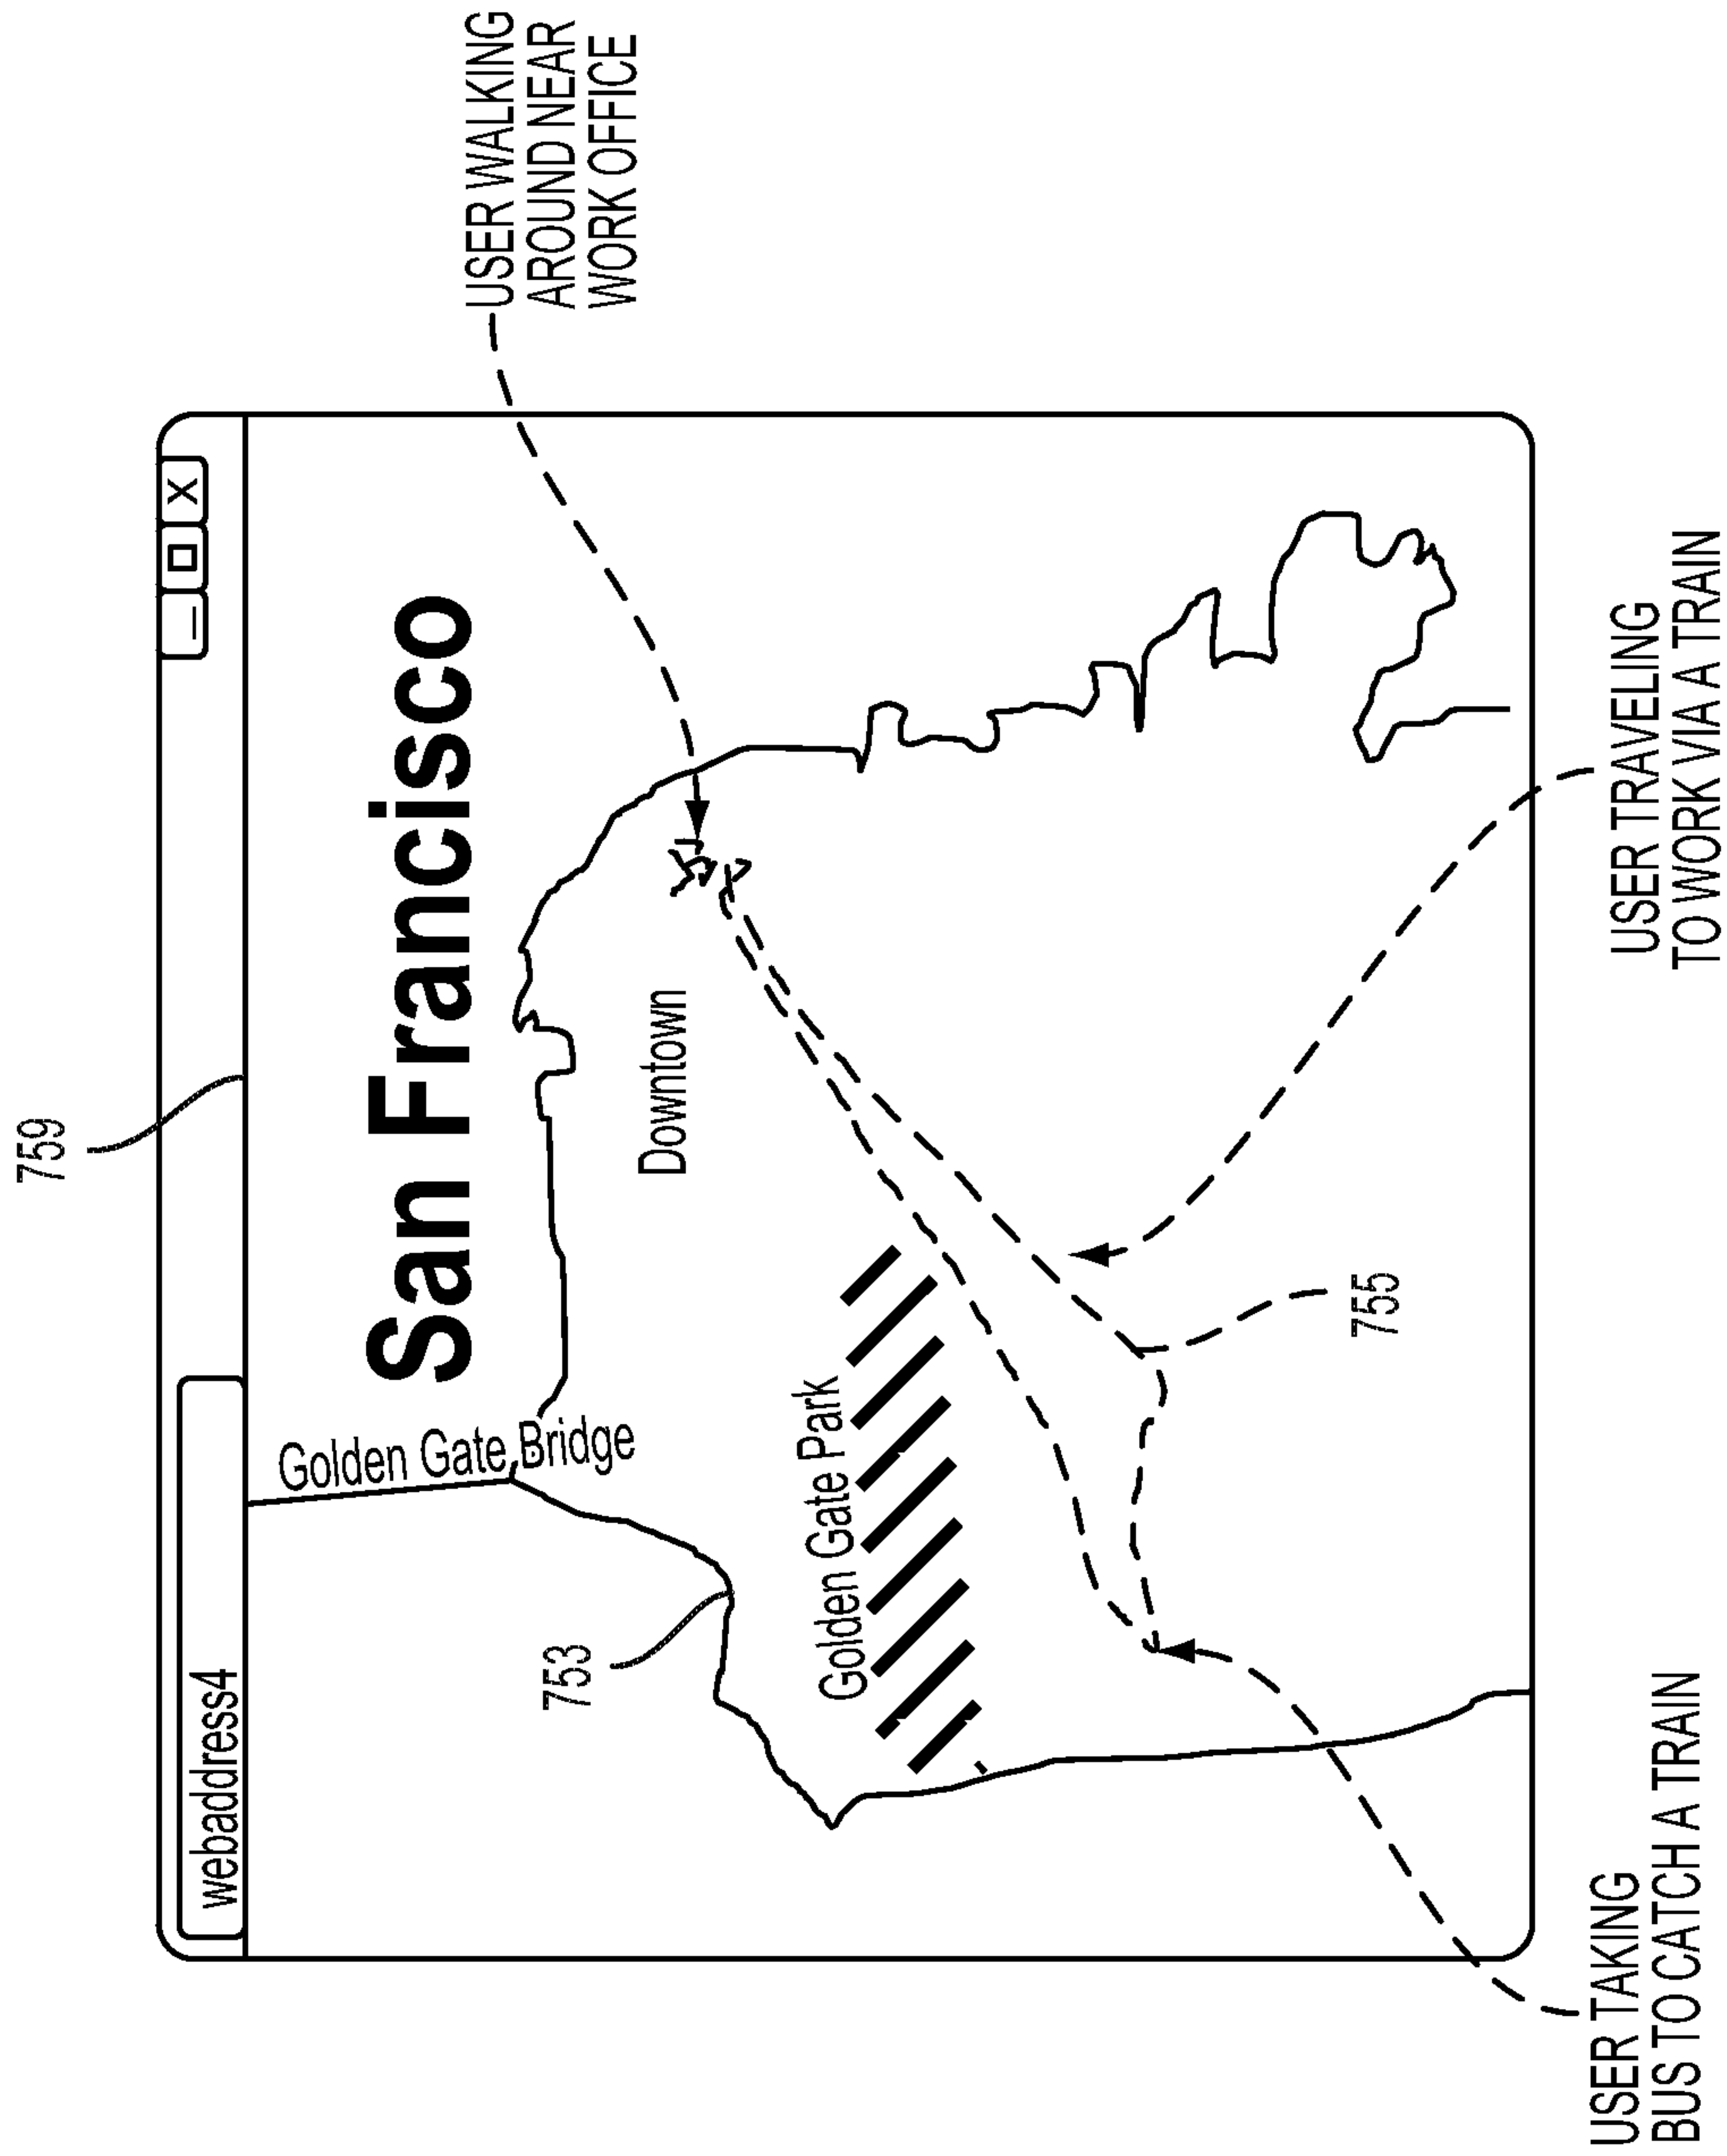 759
webaddress4
_ X
San Francisco
Golden Gate Bridge
USER WALKING
AROUND NEAR
WORK OFFICE
753
Downtown
Golden Gate Park
755
USER TAKING
BUS TO CATCH A TRAIN
USER TRAVELING
TO WORK VIA A TRAIN